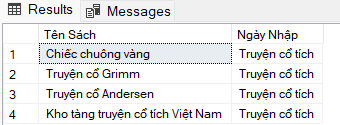 Results Messages
Tên Sách Ngày Nhập
1 Chiếc chuông vàng Truyện cổ tích
2 Truyện cổ Grimm Truyện cổ tích
3 Truyện cổ Andersen Truyện cổ tích
4 Kho tàng truyện cổ tích Việt Nam Truyện cổ tích